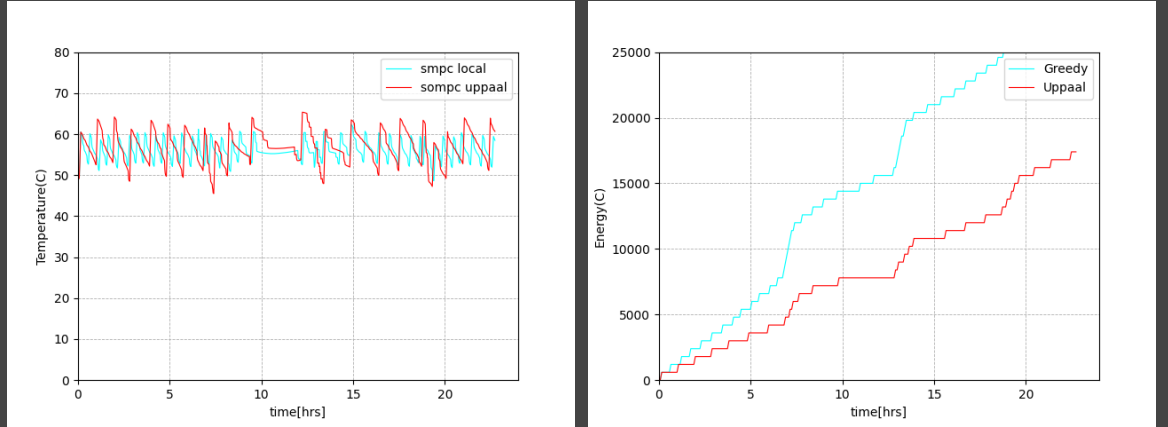 80
70
60
50
40
30
20
10
0
Temperature(C)
smpc local
sompc uppaal
0 5 10 15 20
time[hrs]
25000
20000
15000
10000
5000
0
Energy(C)
Greedy
Uppaal
0 5 10 15 20
time[hrs]